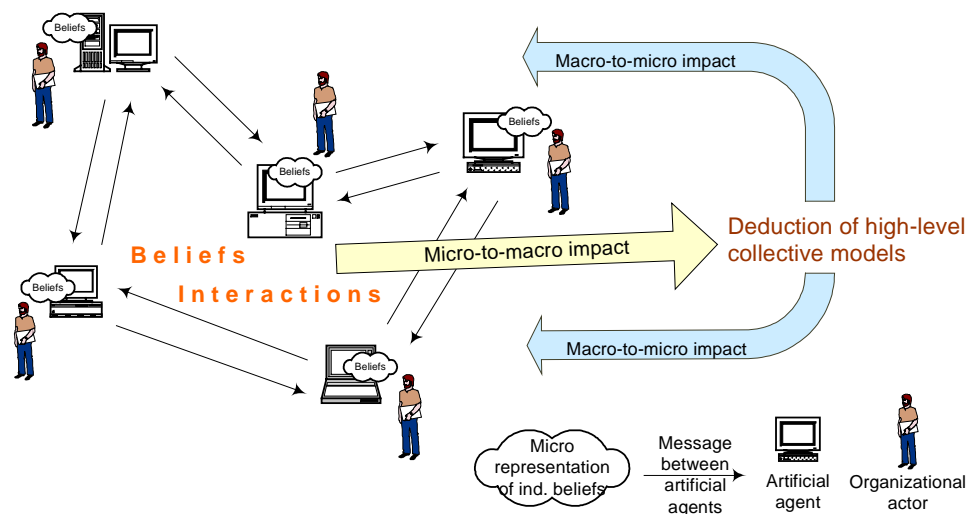 Beliefs
Beliefs
Beliefs
Beliefs
Beliefs
Macro-to-micro impact
B e l i e f s
I n t e r a c t i o n s
Micro-to-macro impact
Deduction of high-level
collective models
Macro-to-micro impact
Micro
representation
of ind. beliefs
Message
between
artificial
agents
Artificial
agent
Organizational
actor